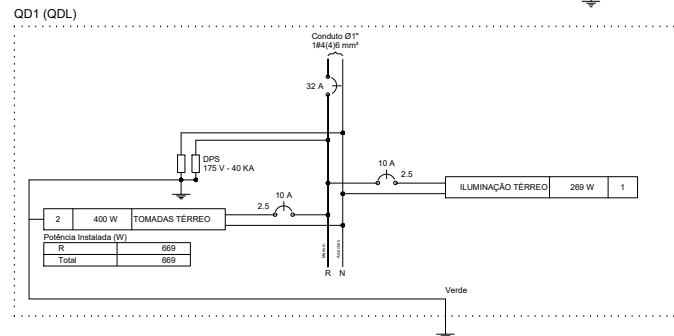 QD1 (QDL)
Conduto Ø1"
1#4(4)6 mm²
32 A
DPS
175 V - 40 KA
10 A
2.5
ILUMINAÇÃO TÉRREO 269 W 1
10 A
2.5
2 400 W TOMADAS TÉRREO
Potência Instalada (W)
R 669
Total 669
R N
Verde